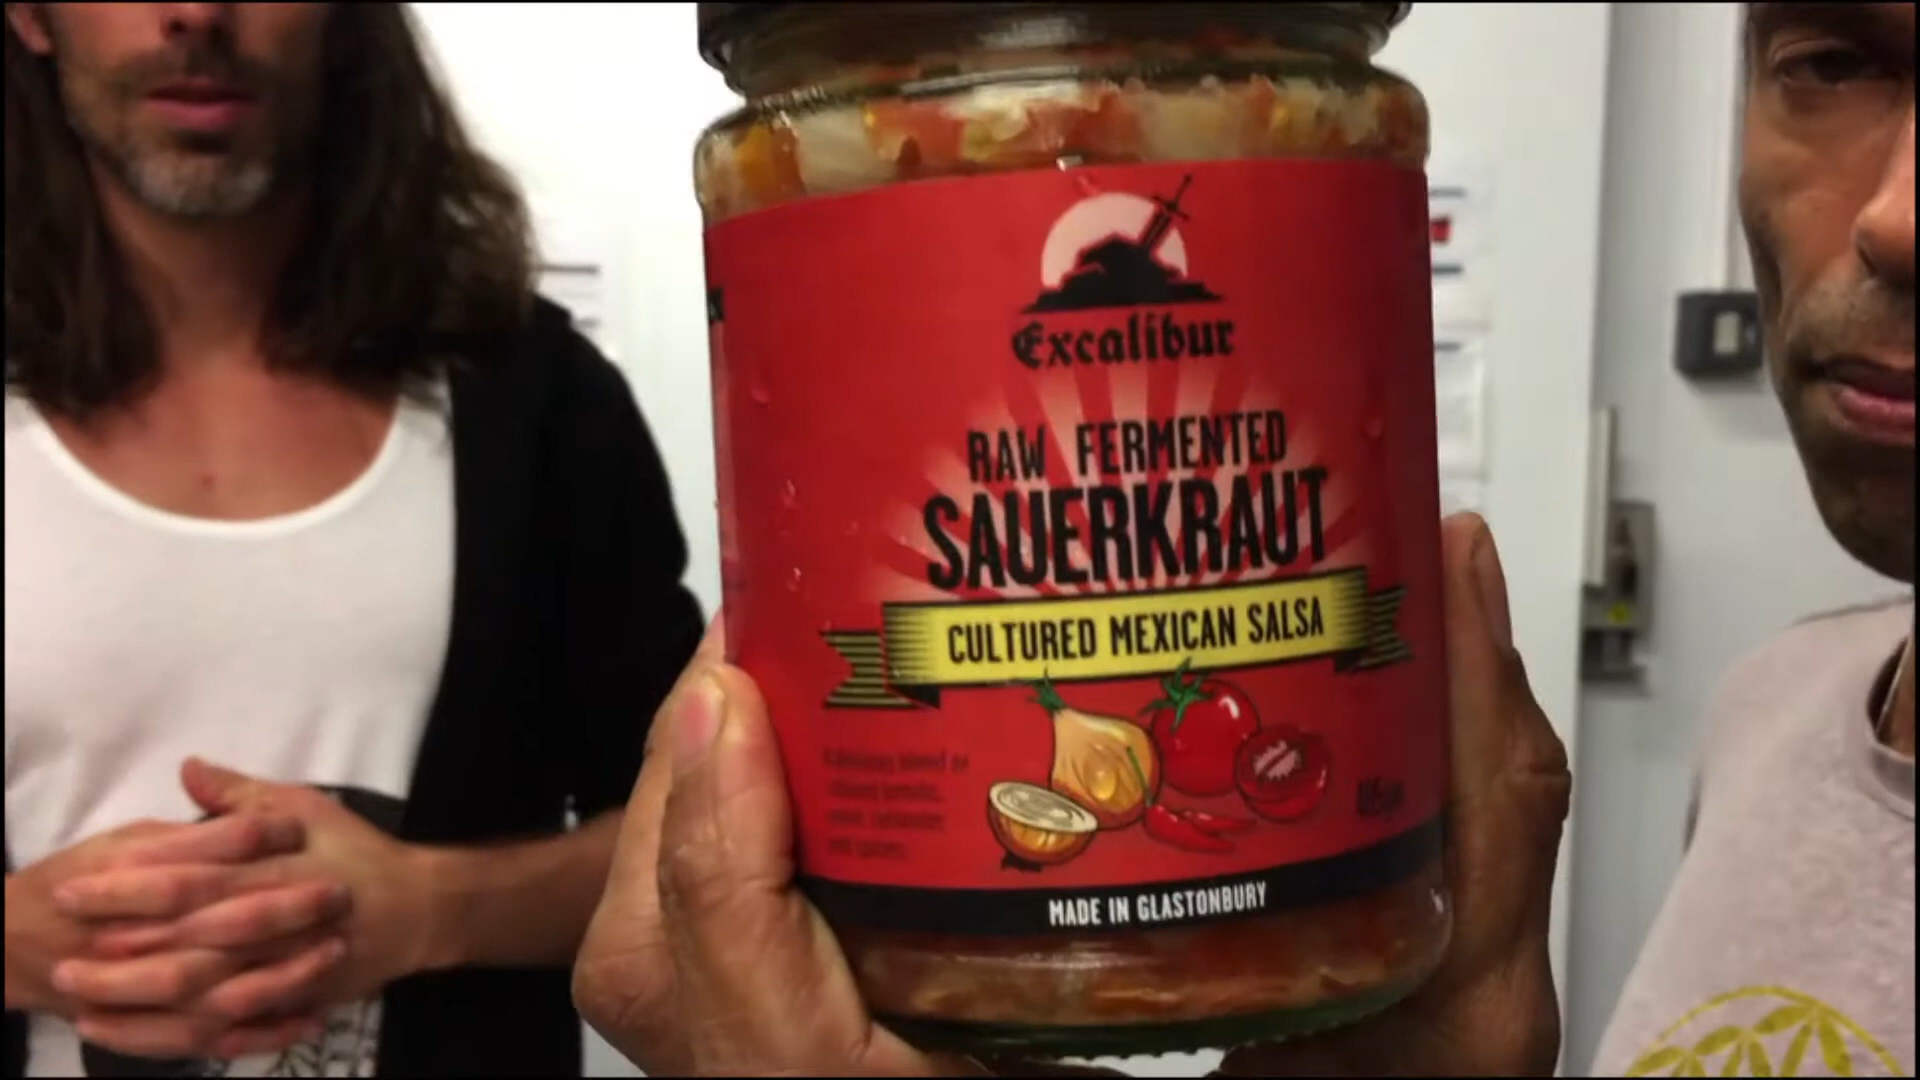 Excalibur
RAW FERMENTED
SAUERKRAUT
CULTURED MEXICAN SALSA
MADE IN GLASTONBURY